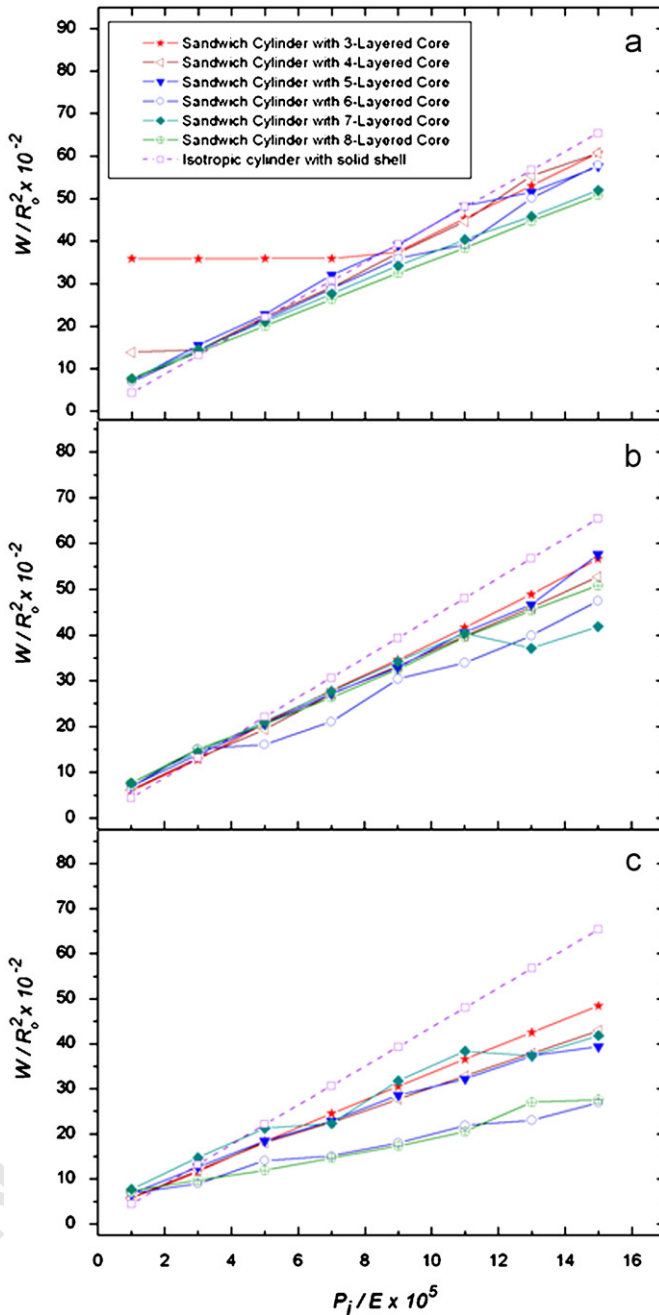 a
Sandwich Cylinder with 3-Layered Core
Sandwich Cylinder with 4-Layered Core
Sandwich Cylinder with 5-Layered Core
Sandwich Cylinder with 6-Layered Core
Sandwich Cylinder with 7-Layered Core
Sandwich Cylinder with 8-Layered Core
Isotropic cylinder with solid shell
90
80
70
60
50
40
30
20
10
0
W / R_o^2 x 10^-2
b
80
70
60
50
40
30
20
10
0
W / R_o^2 x 10^-2
c
80
70
60
50
40
30
20
10
0
W / R_o^2 x 10^-2
0 2 4 6 8 10 12 14 16
P_i / E x 10^5